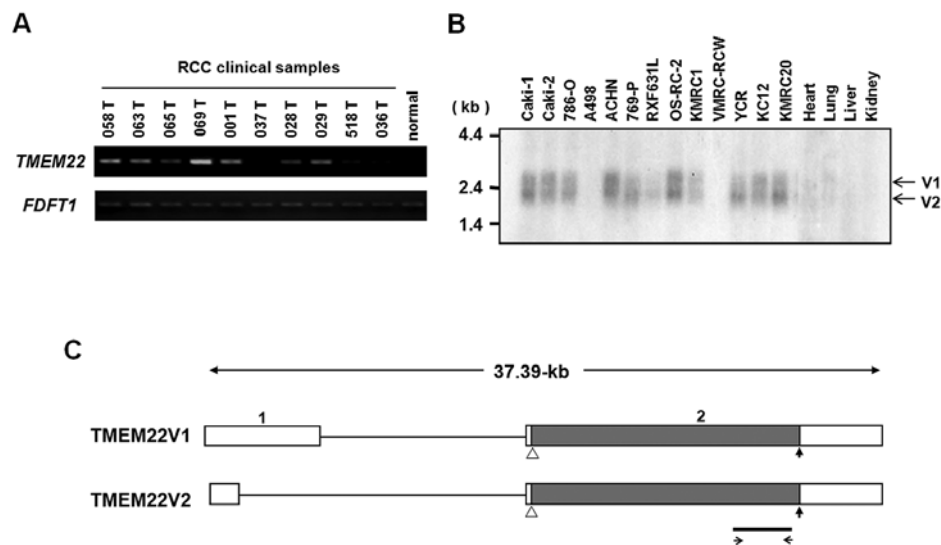 A
RCC clinical samples
058 T 063 T 065 T 069 T 001 T 037 T 028 T 029 T 518 T 036 T normal
TMEM22
FDFT1
B
Caki-1 Caki-2 786-O A498 ACHN 769-P RXF631L OS-RC-2 KMRC1 VMRC-RCW YCR KC12 KMRC20 Heart Lung Liver Kidney
( kb )
4.4
2.4
1.4
V1
V2
C
37.39-kb
1 2
TMEM22V1
TMEM22V2